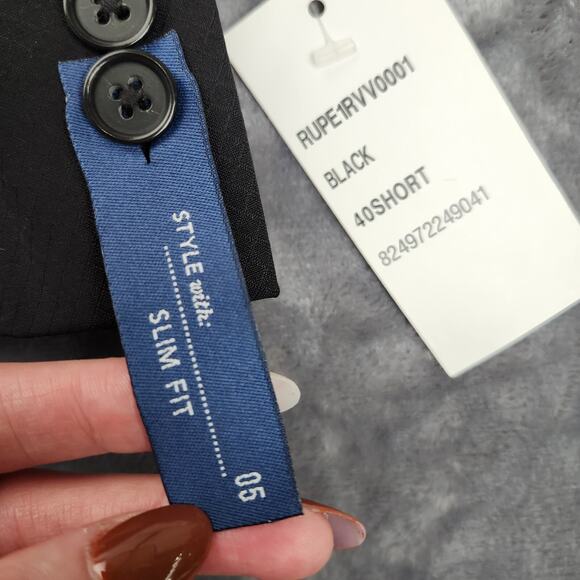 STYLE with:
SLIM FIT
05
RUPE1RVV0001
BLACK
40SHORT
824972249041